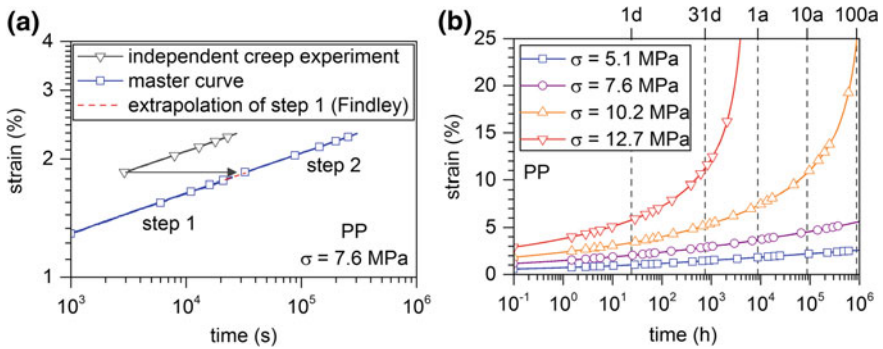 (a)
4
independent creep experiment
master curve
extrapolation of step 1 (Findley)
3
2
1
strain (%)
step 1
step 2
PP
σ = 7.6 MPa
10³
10⁴
10⁵
10⁶
time (s)
(b)
1d
31d
1a
10a
100a
25
20
15
10
5
0
strain (%)
σ = 5.1 MPa
σ = 7.6 MPa
σ = 10.2 MPa
σ = 12.7 MPa
PP
10⁻¹
10⁰
10¹
10²
10³
10⁴
10⁵
10⁶
time (h)